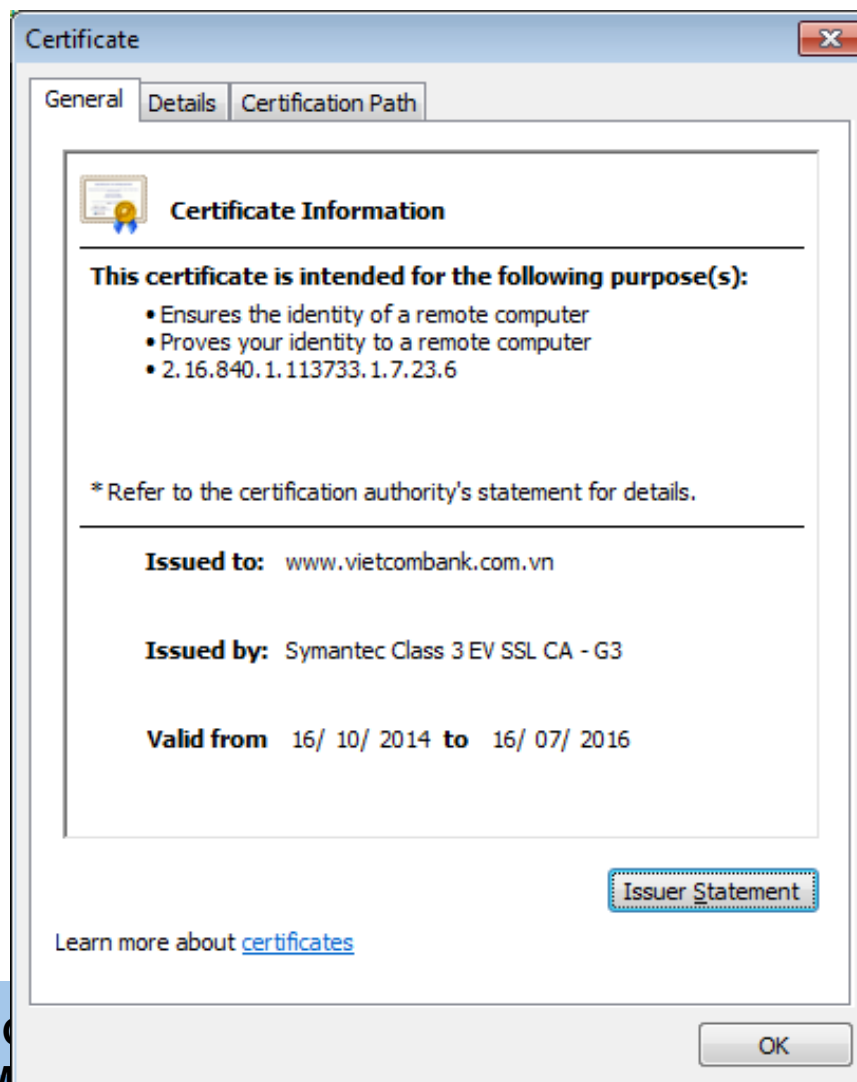 Certificate
General Details Certification Path
Certificate Information
This certificate is intended for the following purpose(s):
• Ensures the identity of a remote computer
• Proves your identity to a remote computer
• 2.16.840.1.113733.1.7.23.6
* Refer to the certification authority's statement for details.
Issued to: www.vietcombank.com.vn
Issued by: Symantec Class 3 EV SSL CA - G3
Valid from 16/ 10/ 2014 to 16/ 07/ 2016
Issuer Statement
Learn more about certificates
OK